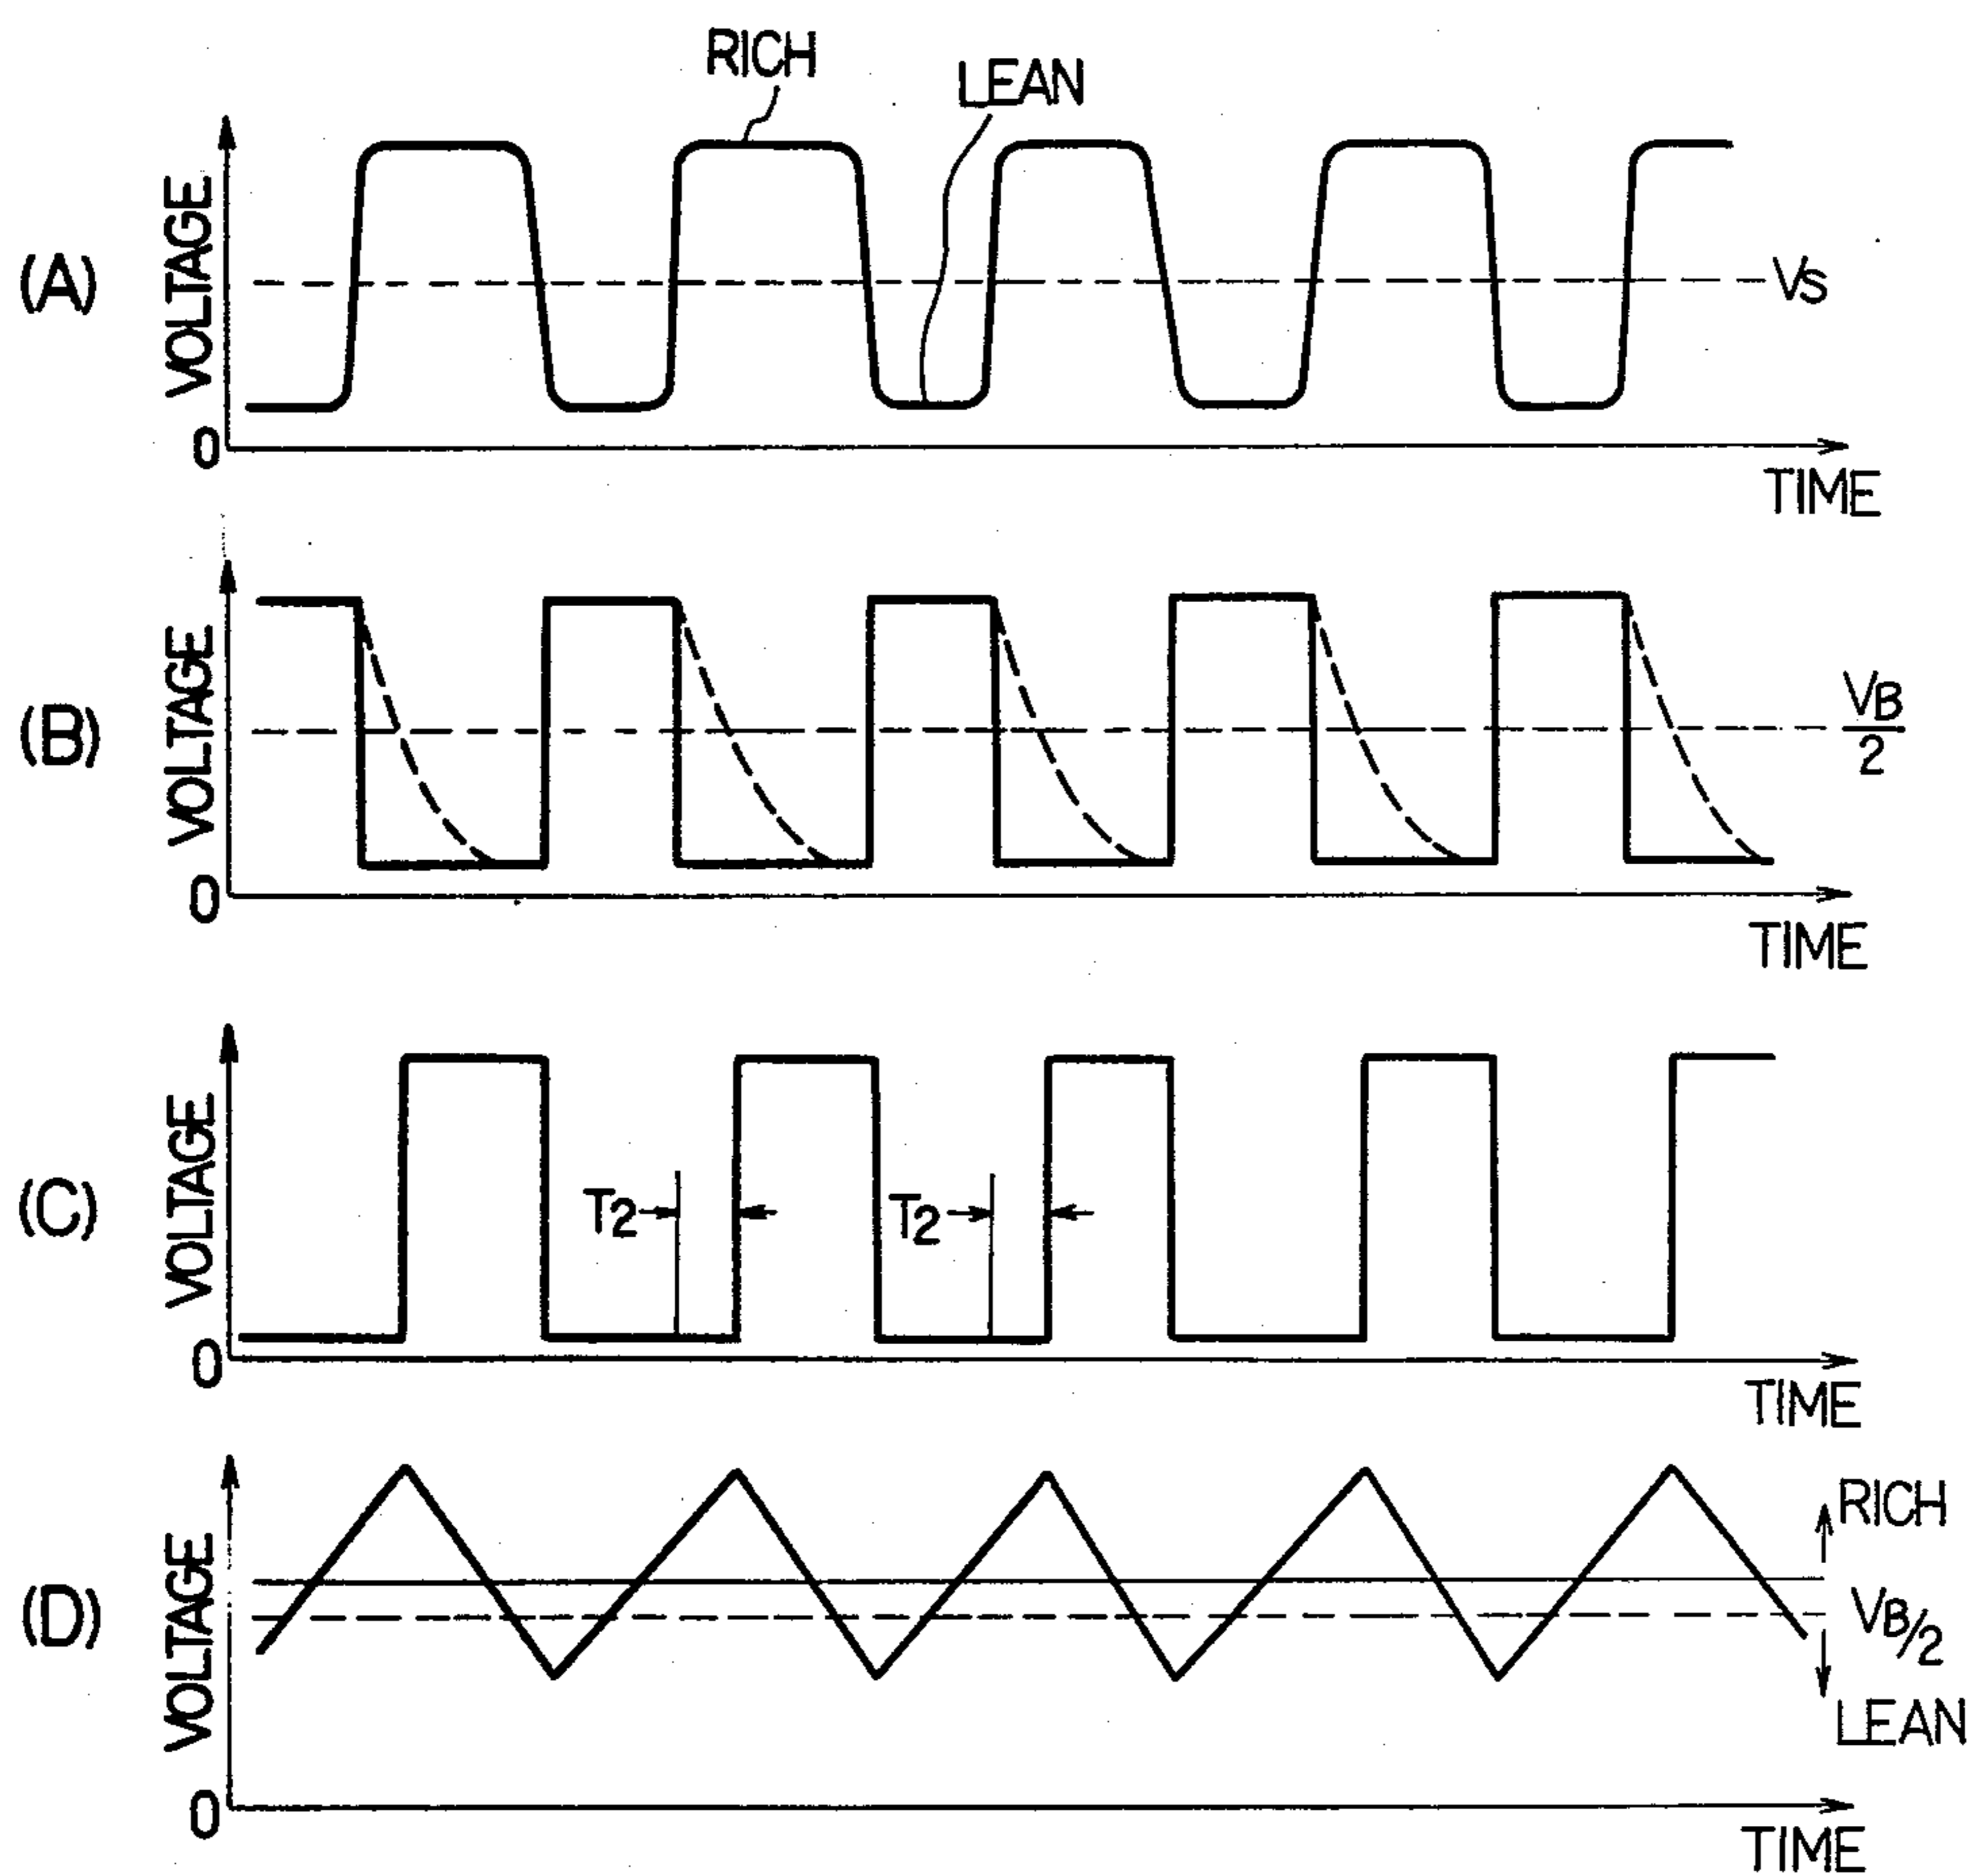 RICH
LEAN
(A)
VOLTAGE
Vs
0
TIME
(B)
VOLTAGE
VB
2
0
TIME
(C)
VOLTAGE
T2
T2
0
TIME
(D)
VOLTAGE
RICH
VB/2
LEAN
0
TIME